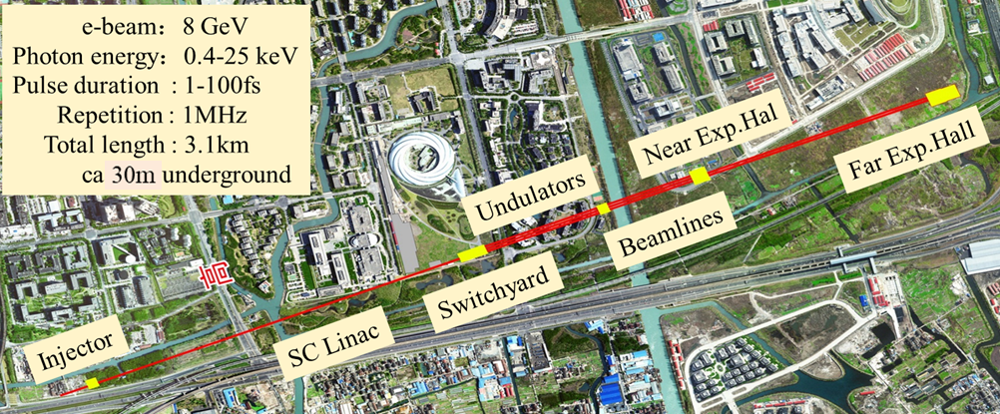 e-beam: 8 GeV
Photon energy: 0.4-25 keV
Pulse duration : 1-100fs
Repetition : 1MHz
Total length : 3.1km
ca 30m underground
Near Exp.Hal
Far Exp.Hall
Undulators
Beamlines
Switchyard
SC Linac
Injector